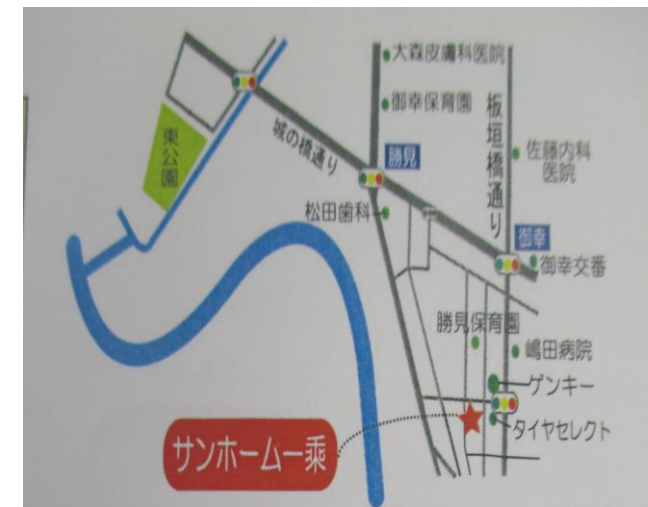 大森皮膚科医院
御幸保育園
板垣橋通り
城の橋通り
東公園
勝見
佐藤内科
医院
松田歯科
御幸
御幸交番
勝見保育園
嶋田病院
ゲンキー
タイヤセレクト
サンホーム一乘